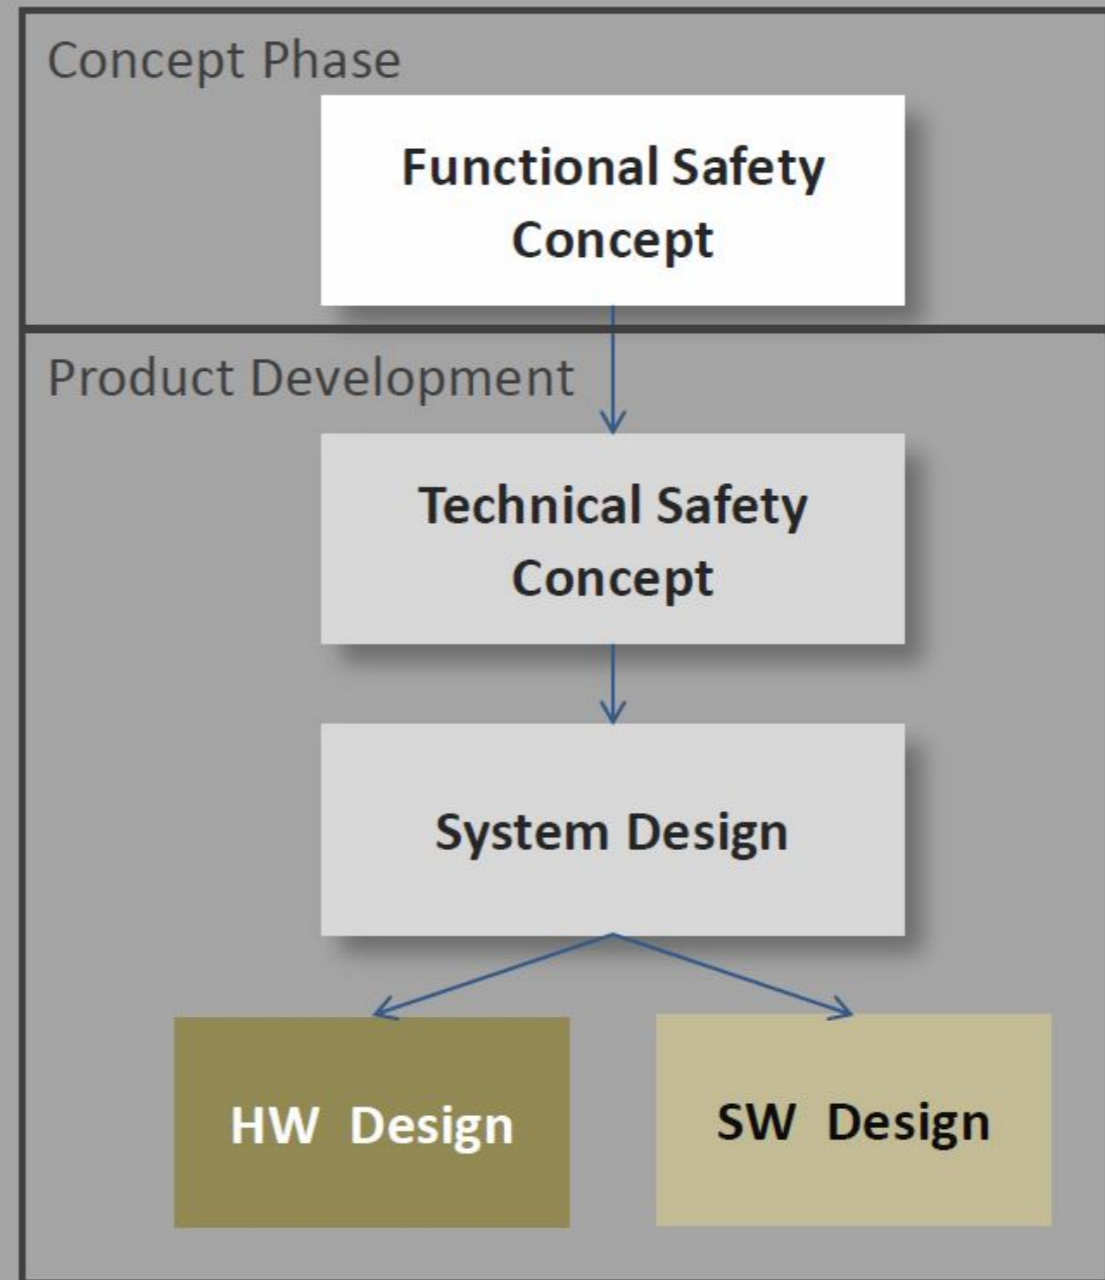 Concept Phase
Functional Safety
Concept
Product Development
Technical Safety
Concept
System Design
HW  Design
SW  Design